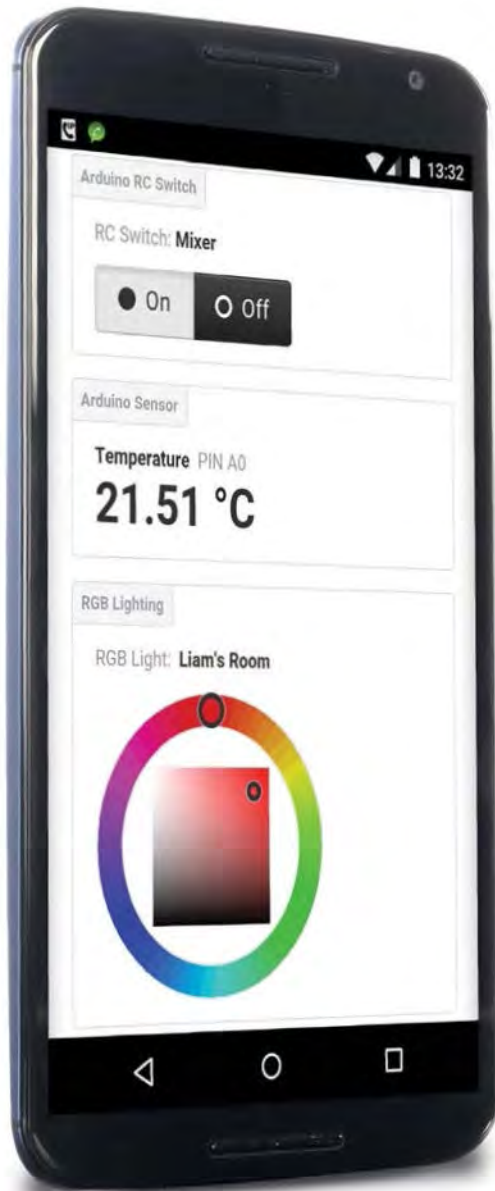 13:32
Arduino RC Switch
RC Switch: Mixer
On Off
Arduino Sensor
Temperature PIN A0
21.51 °C
RGB Lighting
RGB Light: Liam's Room